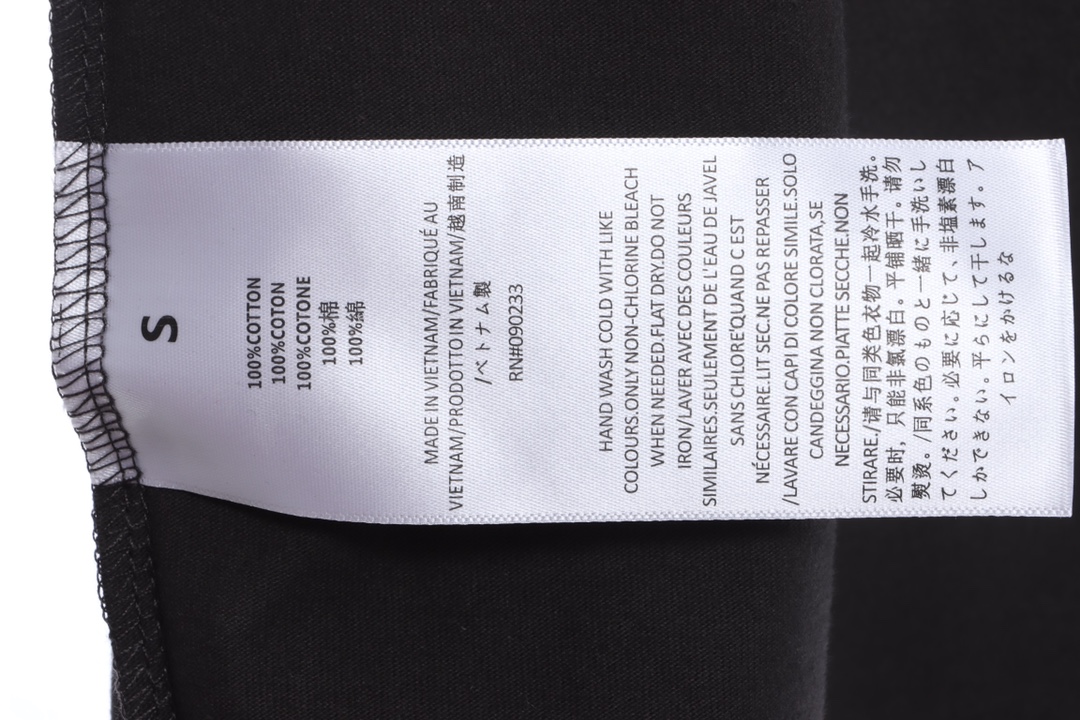 S
100%COTTON
100%COTON
100%COTONE
100%棉
100%綿
MADE IN VIETNAM/FABRIQUÉ AU
VIETNAM/PRODOTTO IN VIETNAM/越南制造
/ベトナム製
RN#090233
HAND WASH COLD WITH LIKE
COLOURS.ONLY NON-CHLORINE BLEACH
WHEN NEEDED.FLAT DRY.DO NOT
IRON/LAVER AVEC DES COULEURS
SIMILAIRES.SEULEMENT DE L'EAU DE JAVEL
SANS CHLORE'QUAND C EST
NÉCESSAIRE.LIT SEC.NE PAS REPASSER
/LAVARE CON CAPI DI COLORE SIMILE.SOLO
CANDEGGINA NON CLORATA,SE
NECESSARIO.PIATTE SECCHE.NON
STIRARE./请与同类色衣物一起冷水手洗。
必要时，只能非氯漂白。平铺晒干。请勿
熨烫。/同系色のものと一緒に手洗いし
てください。必要に応じて、非塩素漂白
しかできない。平らにして干します。ア
イロンをかけるな